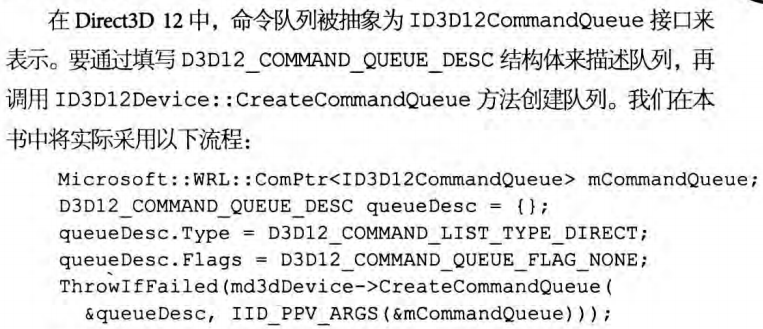 在 Direct3D 12 中，命令队列被抽象为 ID3D12CommandQueue 接口来
表示。要通过填写 D3D12_COMMAND_QUEUE_DESC 结构体来描述队列，再
调用 ID3D12Device::CreateCommandQueue 方法创建队列。我们在本
书中将实际采用以下流程：
Microsoft::WRL::ComPtr<ID3D12CommandQueue> mCommandQueue;
D3D12_COMMAND_QUEUE_DESC queueDesc = {};
queueDesc.Type = D3D12_COMMAND_LIST_TYPE_DIRECT;
queueDesc.Flags = D3D12_COMMAND_QUEUE_FLAG_NONE;
ThrowIfFailed(md3dDevice->CreateCommandQueue(
&queueDesc, IID_PPV_ARGS(&mCommandQueue)));